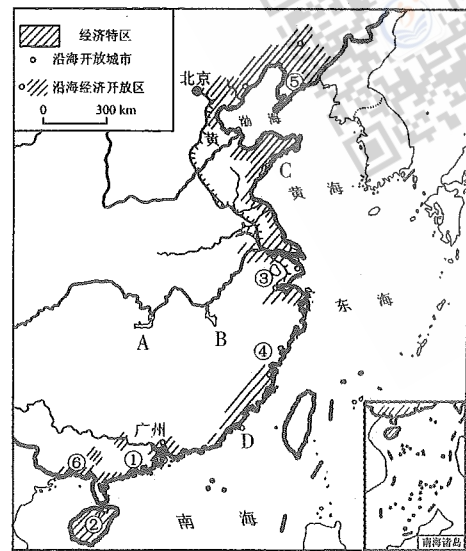 经济特区
沿海开放城市
沿海经济开放区
0 300 km
北京
⑤
渤海
黄
C
黄海
③
东海
A
B
④
广州
D
⑥
①
②
南海
南海诸岛